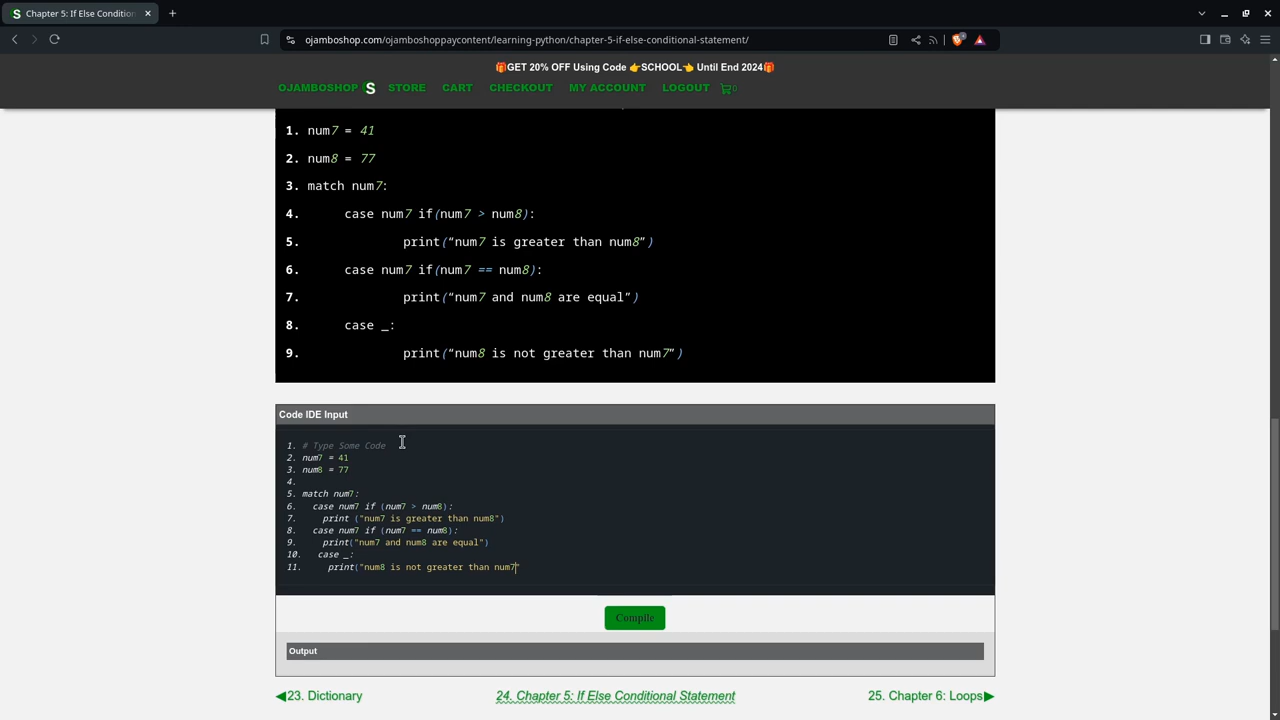 Chapter 5: If Else Condition
ojamboshop.com/ojamboshoppaycontent/learning-python/chapter-5-if-else-conditional-statement/
🎁GET 20% OFF Using Code 👉SCHOOL👈 Until End 2024🎁
OJAMBOSHOP S STORE CART CHECKOUT MY ACCOUNT LOGOUT 0
1. num7 = 41
2. num8 = 77
3. match num7:
4. case num7 if(num7 > num8):
5. print(“num7 is greater than num8”)
6. case num7 if(num7 == num8):
7. print(“num7 and num8 are equal”)
8. case _:
9. print(“num8 is not greater than num7”)
Code IDE Input
1. # Type Some Code
2. num7 = 41
3. num8 = 77
4.
5. match num7:
6. case num7 if (num7 > num8):
7. print ("num7 is greater than num8")
8. case num7 if (num7 == num8):
9. print("num7 and num8 are equal")
10. case _:
11. print("num8 is not greater than num7"
Compile
Output
◀23. Dictionary 24. Chapter 5: If Else Conditional Statement 25. Chapter 6: Loops▶